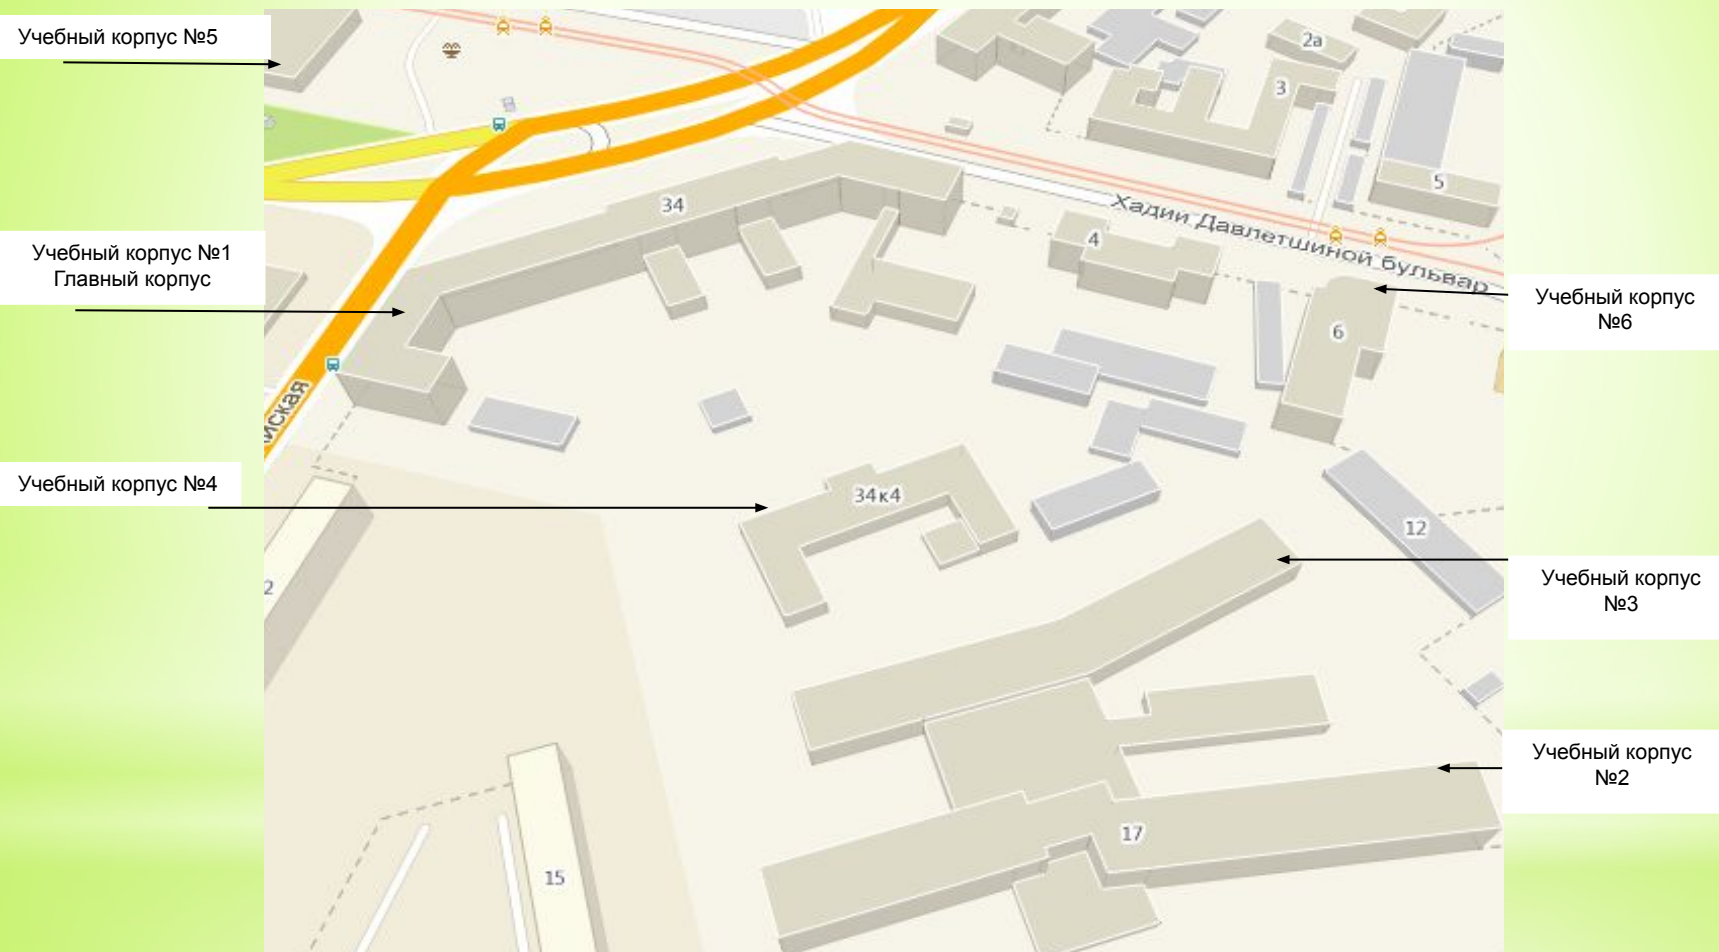 Учебный корпус №5
Учебный корпус №1
Главный корпус
Учебный корпус №4
Учебный корпус
№6
Учебный корпус
№3
Учебный корпус
№2
2а
3
5
34
4
Хадии Давлетшиной бульвар
6
йская
34к4
12
2
17
15